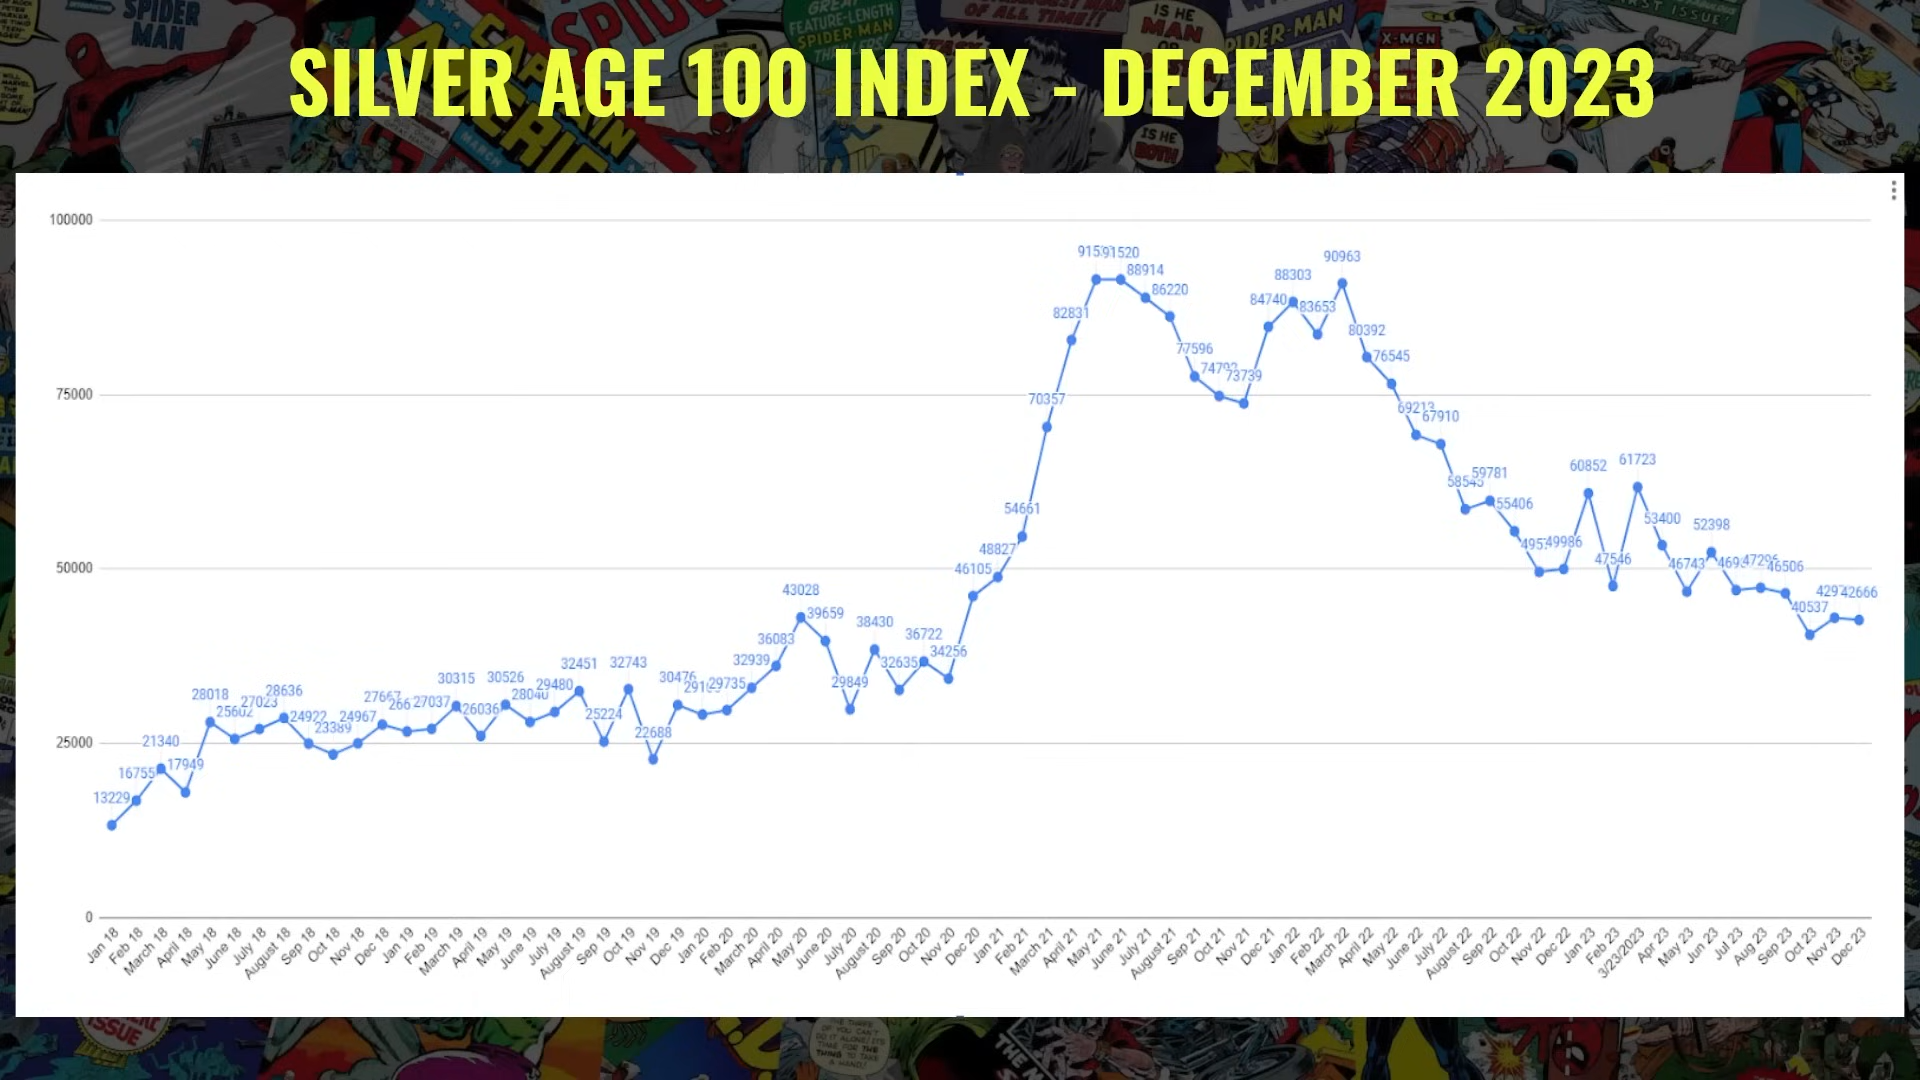 SILVER AGE 100 INDEX - DECEMBER 2023
100000
75000
50000
25000
0
13229
16755
21340
17949
28018
25602
27023
28636
24922
23389
24967
27667
27037
30315
26036
30526
28040
29480
32451
25224
32743
22688
30476
29735
32939
36083
43028
39659
29849
38430
32635
36722
34256
46105
48827
54661
70357
82831
91520
88914
86220
77596
73739
84740
88303
83653
90963
80392
76545
69213
67910
58545
59781
55406
49986
60852
47546
61723
53400
46743
52398
46506
40537
42666
Jan 18
Feb 18
March 18
April 18
May 18
June 18
July 18
August 18
Sep 18
Oct 18
Nov 18
Dec 18
Jan 19
Feb 19
March 19
April 19
May 19
June 19
July 19
August 19
Sep 19
Oct 19
Nov 19
Dec 19
Jan 20
Feb 20
March 20
April 20
May 20
June 20
July 20
August 20
Sep 20
Oct 20
Nov 20
Dec 20
Jan 21
Feb 21
March 21
April 21
May 21
June 21
July 21
August 21
Sep 21
Oct 21
Nov 21
Dec 21
Jan 22
Feb 22
March 22
April 22
May 22
June 22
July 22
August 22
Sep 22
Oct 22
Nov 22
Dec 22
Jan 23
Feb 23
3/23/2023
Apr 23
May 23
Jun 23
Jul 23
Aug 23
Sep 23
Oct 23
Nov 23
Dec 23